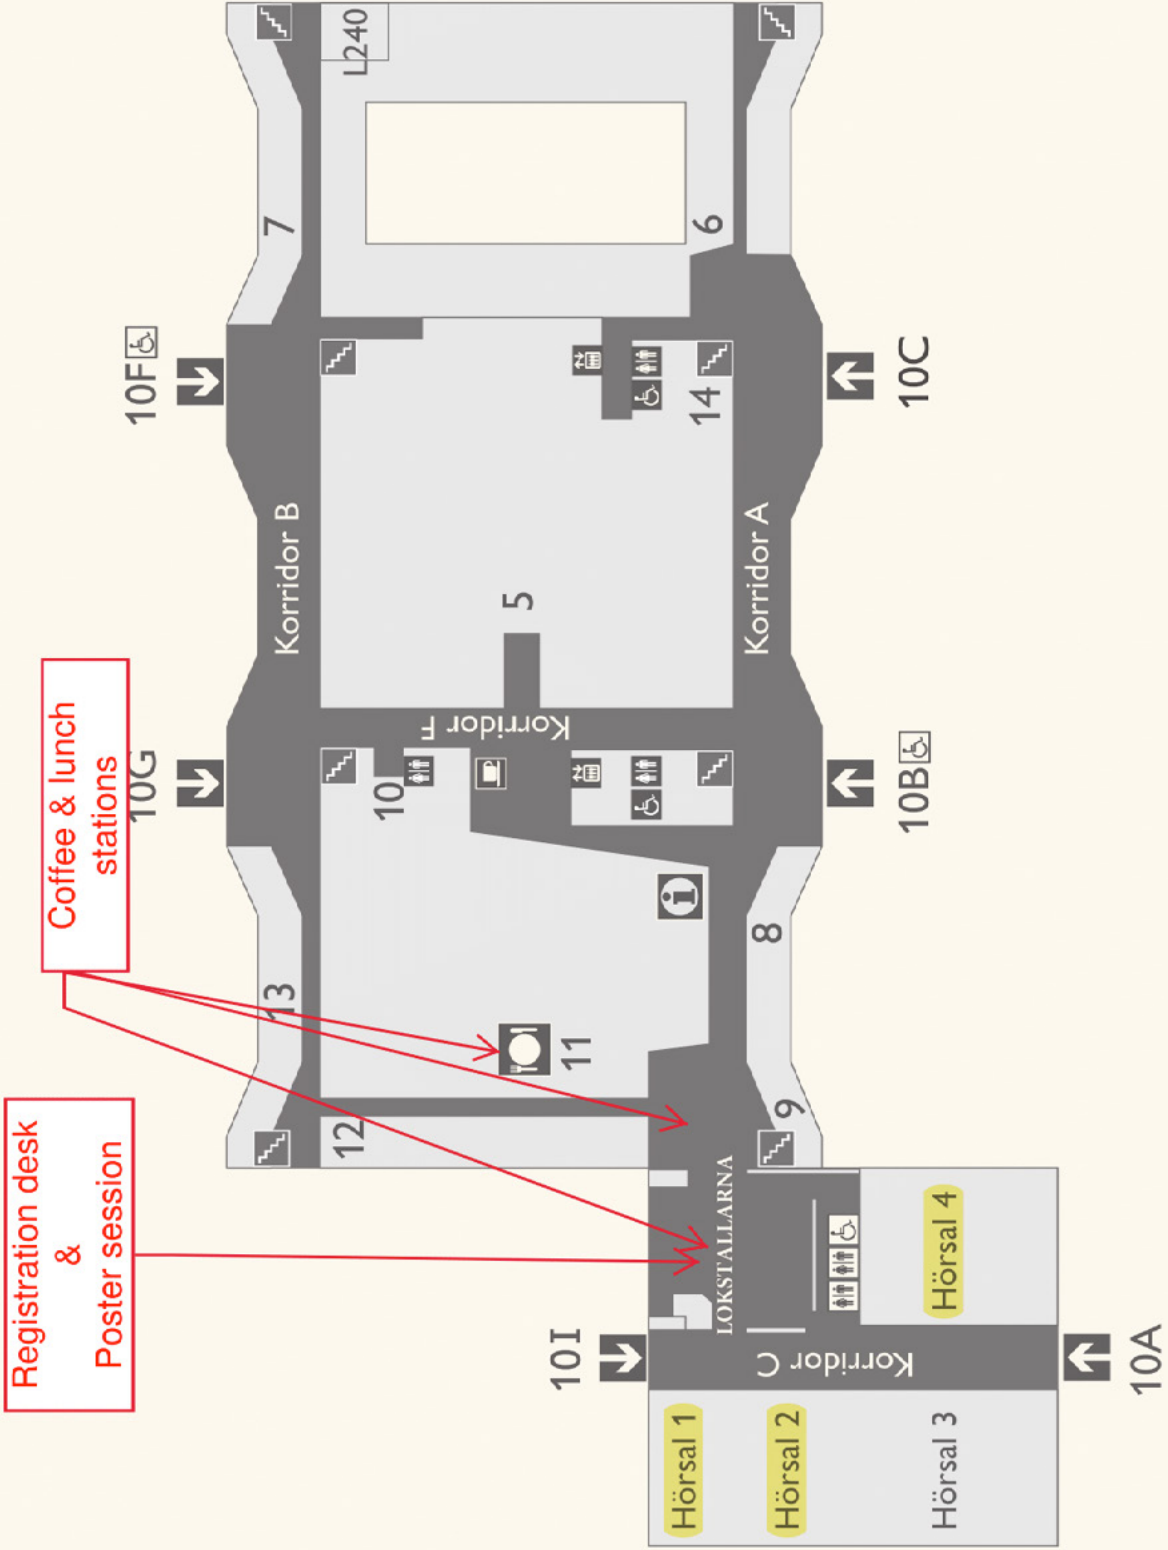 L240
7
6
10F
10C
14
Korridor B
Korridor A
5
Korridor F
10G
10
10B
Coffee & lunch
stations
13
8
11
12
9
Registration desk
&
Poster session
LOKSTALLARNA
Hörsal 4
10I
Korridor C
10A
Hörsal 1
Hörsal 2
Hörsal 3